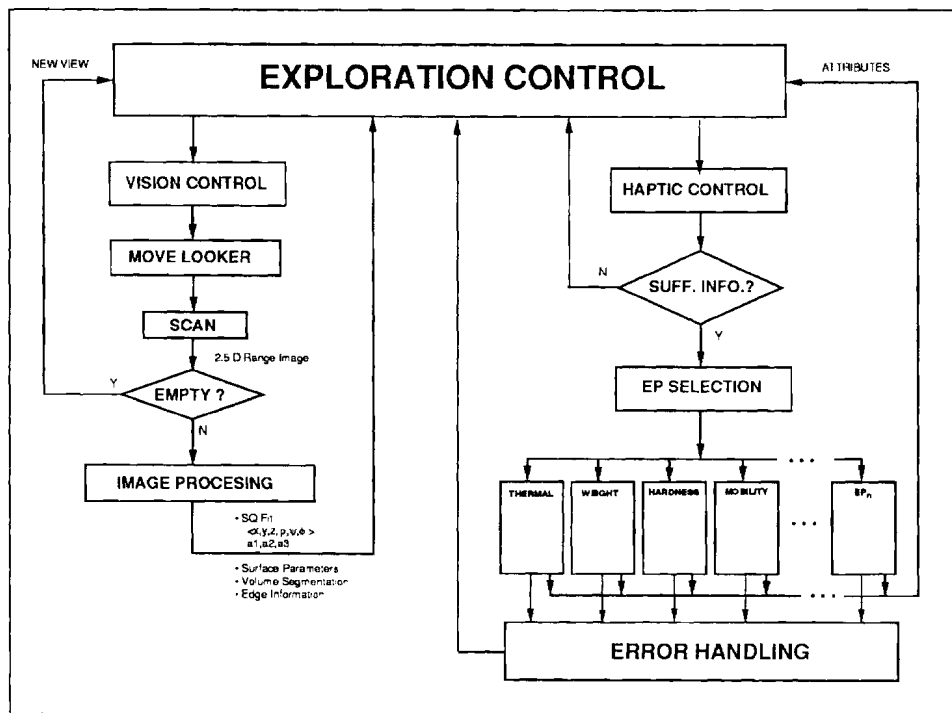 EXPLORATION CONTROL
NEW VIEW
ATTRIBUTES
VISION CONTROL
MOVE LOOKER
SCAN
2.5 D Range Image
Y
EMPTY ?
N
IMAGE PROCESING
• SQ Fit
<x,y,z,ρ,ψ,ϕ >
a1,a2,a3
• Surface Parameters
• Volume Segmentation
• Edge Information
HAPTIC CONTROL
N
SUFF. INFO.?
Y
EP SELECTION
THERMAL
WEIGHT
HARDNESS
MOBILITY
EPn
ERROR HANDLING